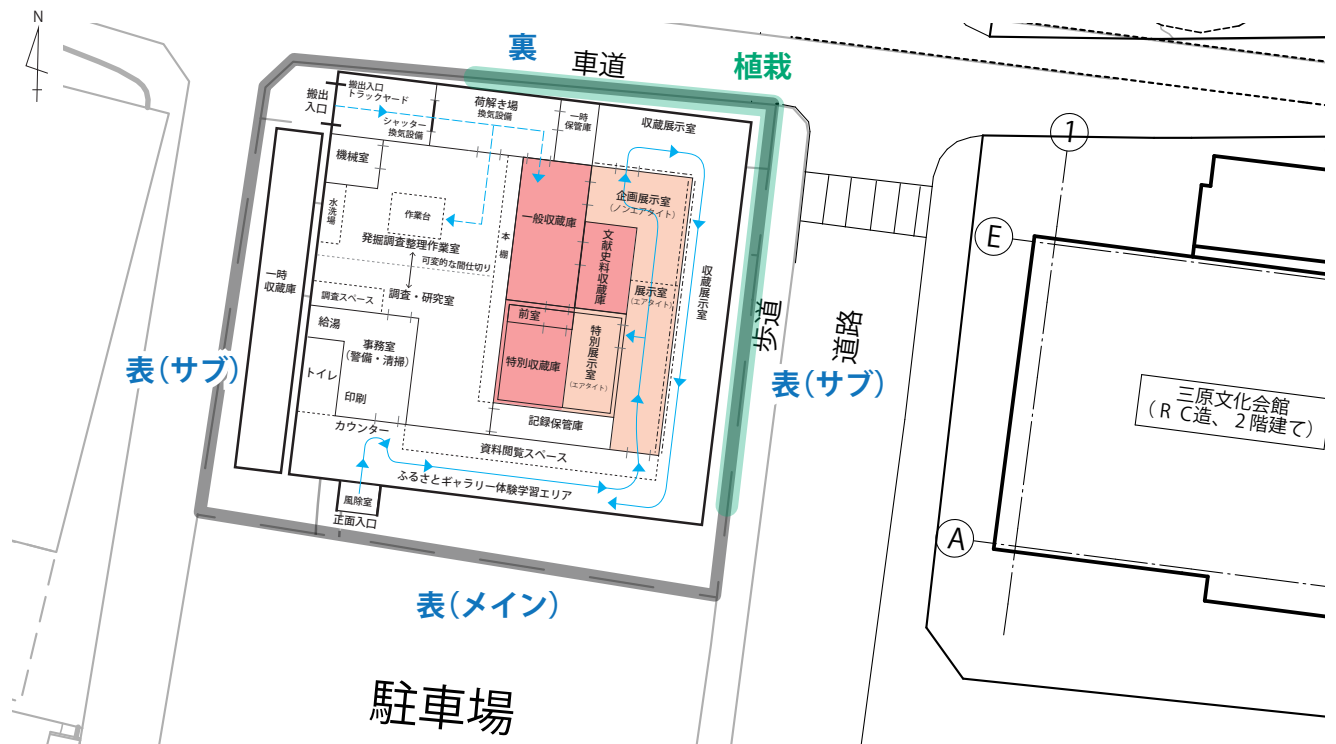 N
裏
車道
植栽
搬出
入口
搬出入口
トラックヤード
シャッター
換気設備
荷解き場
換気設備
一時
保管庫
収蔵展示室
機械室
水洗場
作業台
発掘調査整理作業室
可変的な間仕切り
本棚
一般収蔵庫
企画展示室
(ノンエアタイト)
文献史料収蔵庫
展示室
(エアタイト)
収蔵展示室
一時
収蔵庫
調査スペース
調査・研究室
前室
特別収蔵庫
特別展示室
(エアタイト)
給湯
事務室
(警備・清掃)
トイレ
印刷
カウンター
記録保管庫
資料閲覧スペース
ふるさとギャラリー体験学習エリア
風除室
正面入口
表(サブ)
歩道
道路
表(サブ)
表(メイン)
駐車場
1
E
A
三原文化会館
(RC造、2階建て)